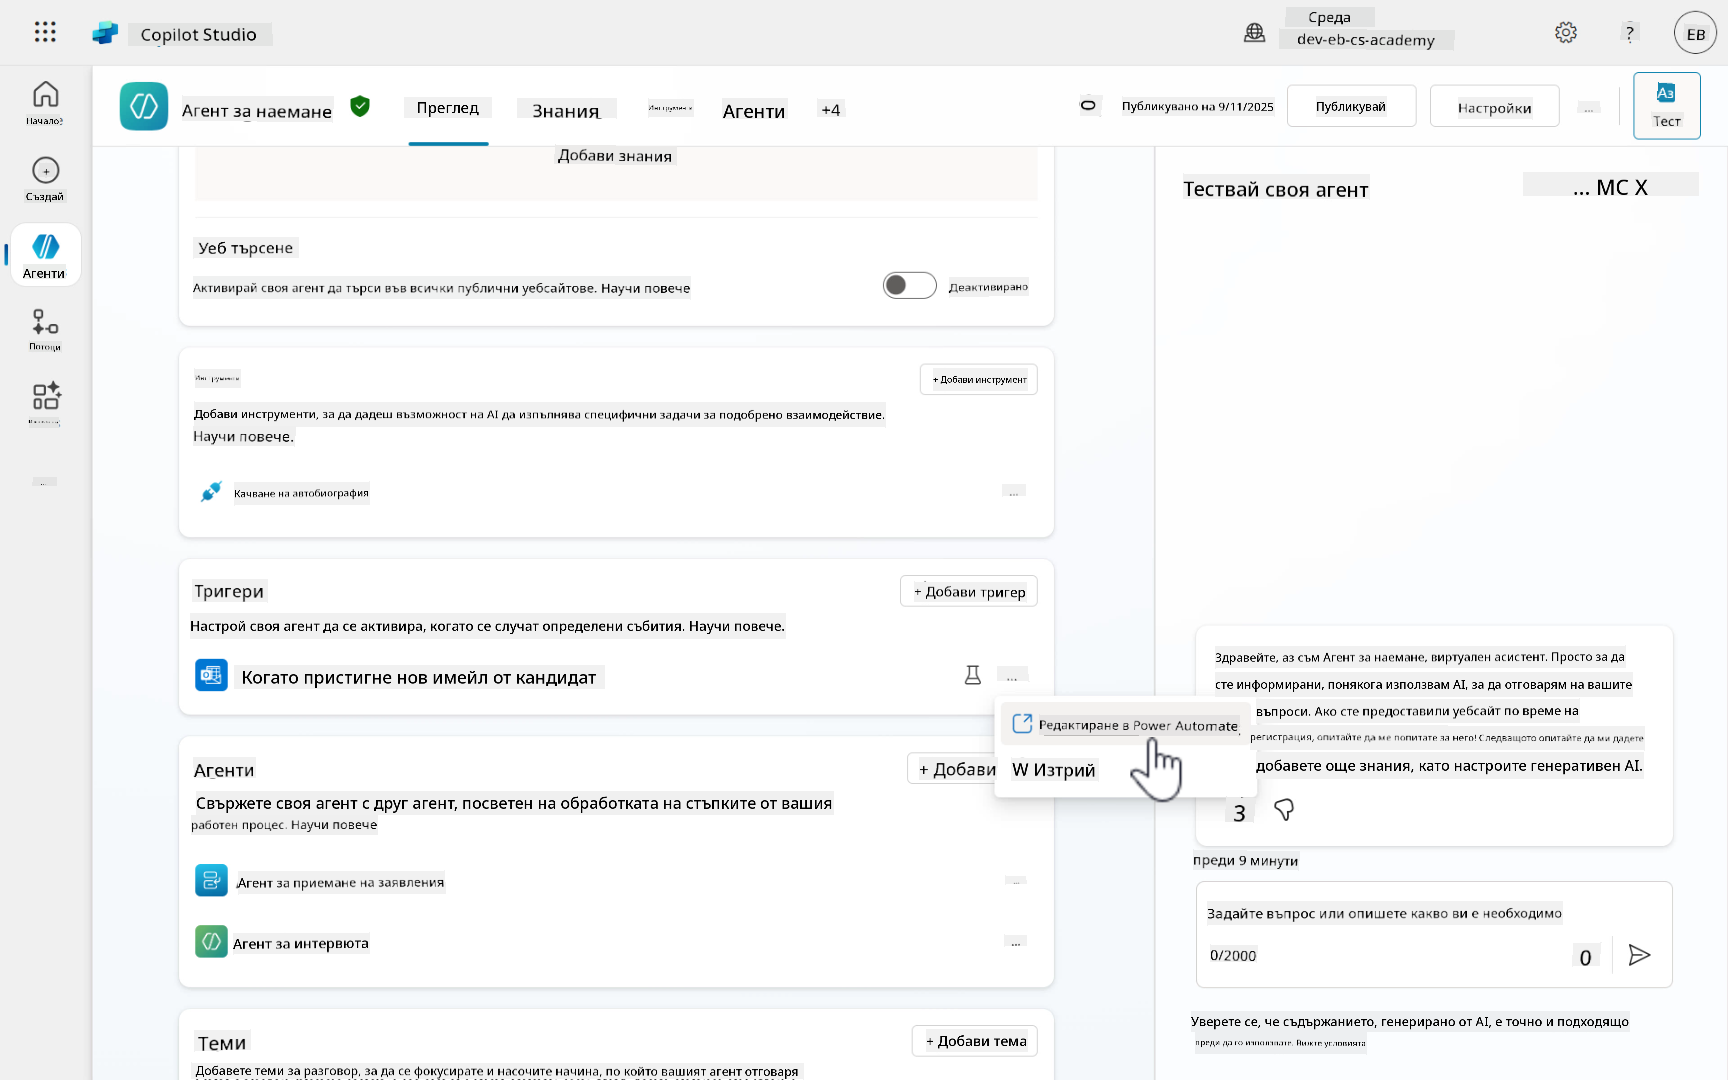 Copilot Studio
Среда
dev-eb-cs-academy
?
EB
Начало
Създай
Агенти
Потоци
Агент за наемане
Преглед
Знания
Инструменти
Агенти
+4
Публикувано на 9/11/2025
Публикувай
Настройки
...
Аз
Тест
Добави знания
Уеб търсене
Активирай своя агент да търси във всички публични уебсайтове. Научи повече
Деактивирано
Инструменти
+ Добави инструмент
Добави инструменти, за да дадеш възможност на AI да изпълнява специфични задачи за подобрено взаимодействие.
Научи повече.
Качване на автобиография
...
Тригери
+ Добави тригер
Настрой своя агент да се активира, когато се случат определени събития. Научи повече.
Когато пристигне нов имейл от кандидат
...
Редактиране в Power Automate
W Изтрий
Агенти
+ Добави
Свържете своя агент с друг агент, посветен на обработката на стъпките от вашия
работен процес. Научи повече
Агент за приемане на заявления
...
Агент за интервюта
...
Теми
+ Добави тема
Добавете теми за разговор, за да се фокусирате и насочите начина, по който вашият агент отговаря
Тествай своя агент
... MC X
Здравейте, аз съм Агент за наемане, виртуален асистент. Просто за да
сте информирани, понякога използвам AI, за да отговарям на вашите
въпроси. Ако сте предоставили уебсайт по време на
регистрация, опитайте да ме попитате за него! Следващото опитайте да ми дадете
добавете още знания, като настроите генеративен AI.
3
преди 9 минути
Задайте въпрос или опишете какво ви е необходимо
0/2000
0
Уверете се, че съдържанието, генерирано от AI, е точно и подходящо
преди да го използвате. Вижте условията